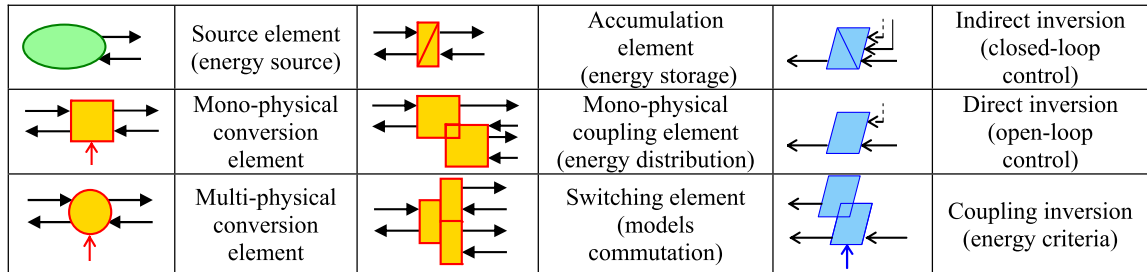 Source element
(energy source)
Accumulation
element
(energy storage)
Indirect inversion
(closed-loop
control)
Mono-physical
conversion
element
Mono-physical
coupling element
(energy distribution)
Direct inversion
(open-loop
control)
Multi-physical
conversion
element
Switching element
(models
commutation)
Coupling inversion
(energy criteria)